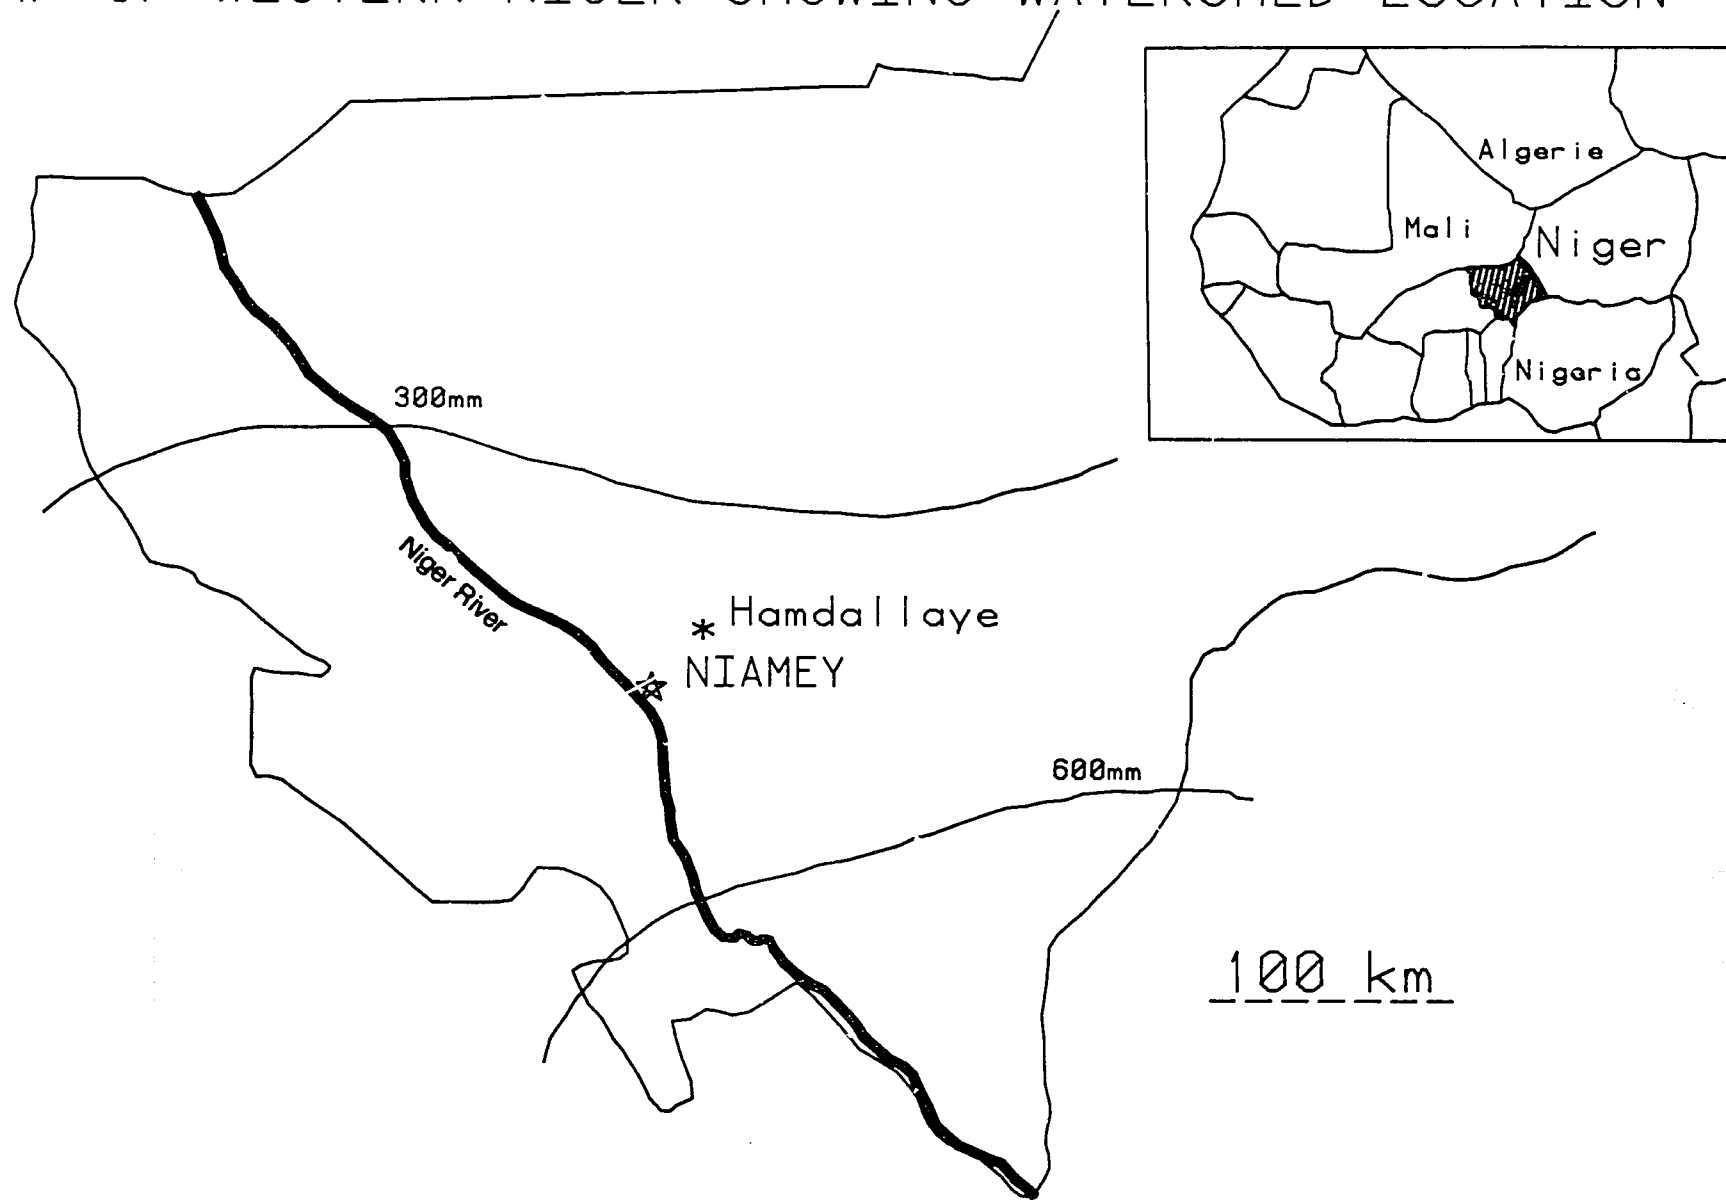 WESTERN NIGER SHOWING WATERSHED LOCATION
Algerie
Mali
Niger
Nigeria
300mm
Niger River
* Hamdallaye
NIAMEY
600mm
100 km